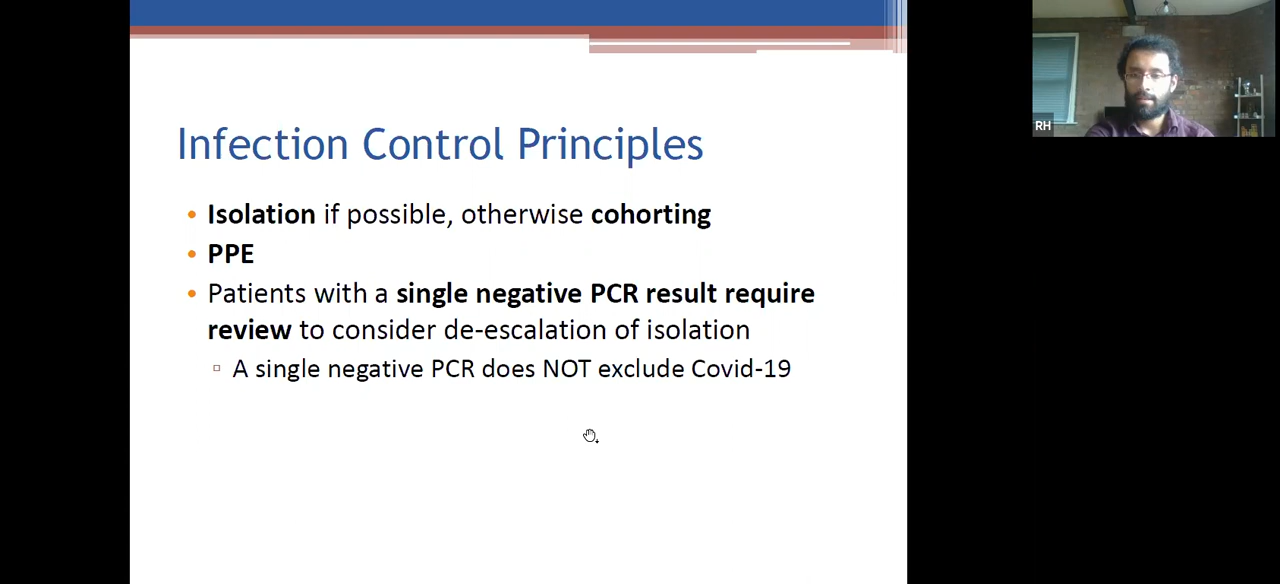 Infection Control Principles
• Isolation if possible, otherwise cohorting
• PPE
• Patients with a single negative PCR result require
review to consider de-escalation of isolation
▫ A single negative PCR does NOT exclude Covid-19
RH